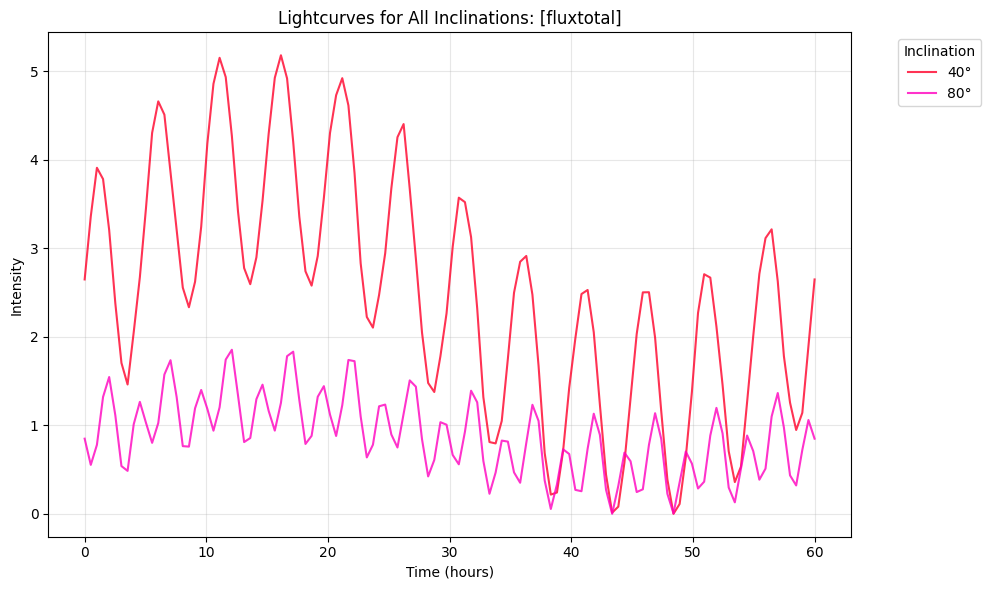 Lightcurves for All Inclinations: [fluxtotal]
Inclination
40°
80°
Intensity
5
4
3
2
1
0
0 10 20 30 40 50 60
Time (hours)